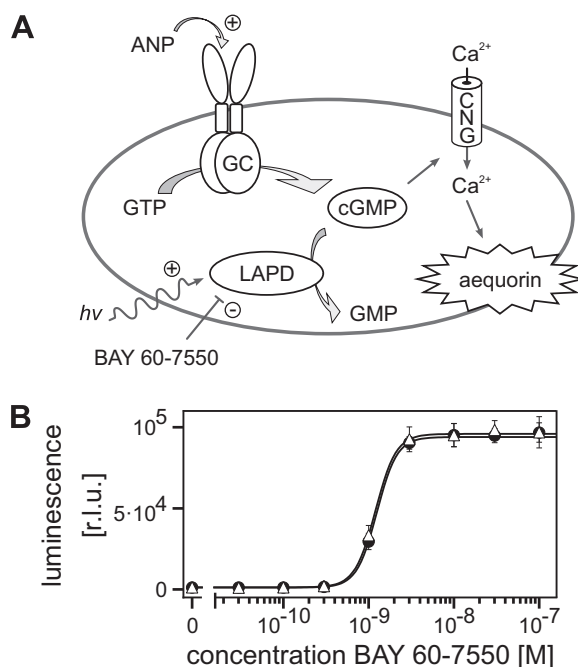 A
ANP
+
Ca²⁺
CNG
GC
GTP
cGMP
Ca²⁺
+
LAPD
aequorin
hν
−
GMP
BAY 60-7550
B
luminescence
[r.l.u.]
10⁵
5·10⁴
0
0
10⁻¹⁰
10⁻⁹
10⁻⁸
10⁻⁷
concentration BAY 60-7550 [M]